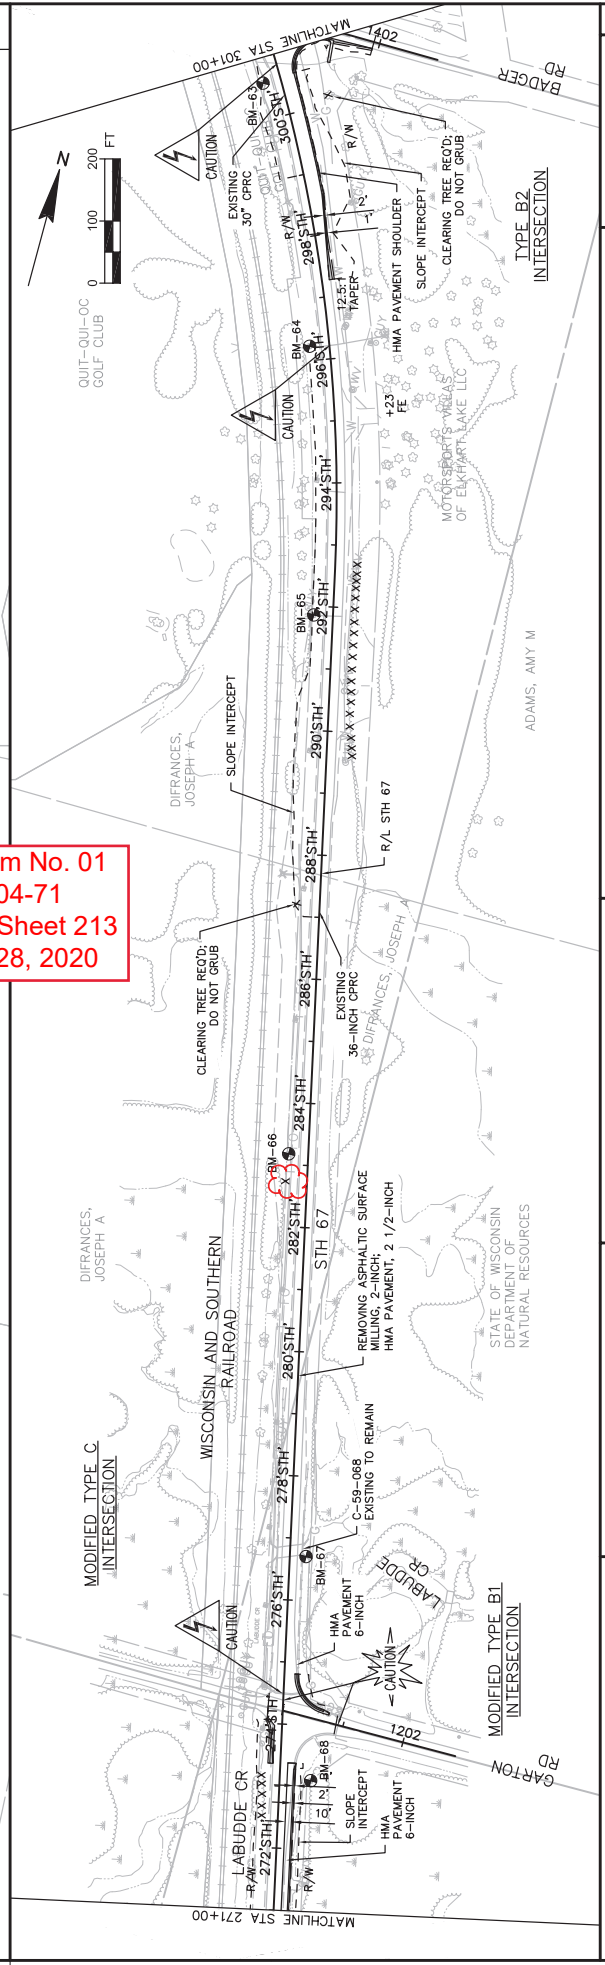 MATCHLINE STA 301+00
1402
BADGER
RD
BM-63
300'STH'
CAUTION
EXISTING
30" CPRC
N
0 100 200 FT
QUIT-QUI-OC
GOLF CLUB
R/W
298'STH'
R/W
2'
1'
12.5:1
TAPER
HMA PAVEMENT SHOULDER
SLOPE INTERCEPT
CLEARING TREE REQ'D;
DO NOT GRUB
TYPE B2
INTERSECTION
BM-64
296'STH'
CAUTION
+23
FE
MOTORSPORTS VILLAS
OF ELKHART LAKE LLC
294'STH'
BM-65
292'STH'
X X X X X X X X X X X X X X X X X
290'STH'
SLOPE INTERCEPT
DIFRANCES,
JOSEPH A
ADAMS, AMY M
288'STH'
R/L STH 67
m No. 01
04-71
Sheet 213
28, 2020
CLEARING TREE REQ'D;
DO NOT GRUB
286'STH'
EXISTING
36-INCH CPRC
DIFRANCES, JOSEPH A
284'STH'
BM-66
X
282'STH'
STH 67
DIFRANCES,
JOSEPH A
WISCONSIN AND SOUTHERN
RAILROAD
REMOVING ASPHALTIC SURFACE
MILLING, 2-INCH;
HMA PAVEMENT, 2 1/2-INCH
STATE OF WISCONSIN
DEPARTMENT OF
NATURAL RESOURCES
280'STH'
278'STH'
C-59-068
EXISTING TO REMAIN
MODIFIED TYPE C
INTERSECTION
BM-67
276'STH'
LABUDDE
CR
CAUTION
HMA
PAVEMENT
6-INCH
CAUTION
MODIFIED TYPE B1
INTERSECTION
274'STH'
1202
GARTON
RD
BM-68
LABUDDE CR
X X X X X
272'STH'
R/W
R/W
2'
10'
SLOPE
INTERCEPT
HMA
PAVEMENT
6-INCH
MATCHLINE STA 271+00